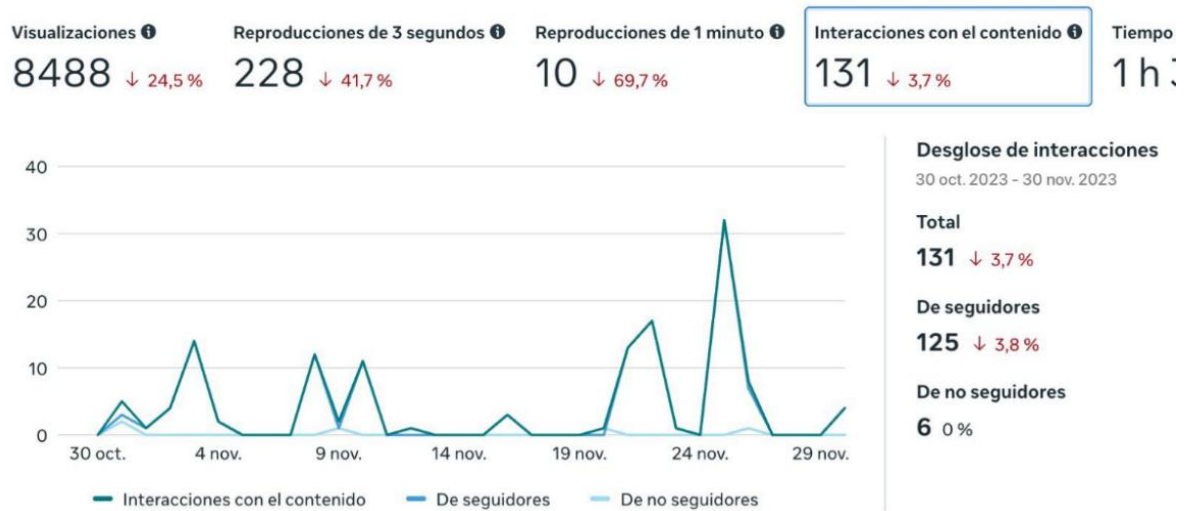 Visualizaciones
8488 ↓ 24,5 %
Reproducciones de 3 segundos
228 ↓ 41,7 %
Reproducciones de 1 minuto
10 ↓ 69,7 %
Interacciones con el contenido
131 ↓ 3,7 %
Tiempo
1 h
40
30
20
10
0
30 oct. 4 nov. 9 nov. 14 nov. 19 nov. 24 nov. 29 nov.
Interacciones con el contenido De seguidores De no seguidores
Desglose de interacciones
30 oct. 2023 - 30 nov. 2023
Total
131 ↓ 3,7 %
De seguidores
125 ↓ 3,8 %
De no seguidores
6 0 %